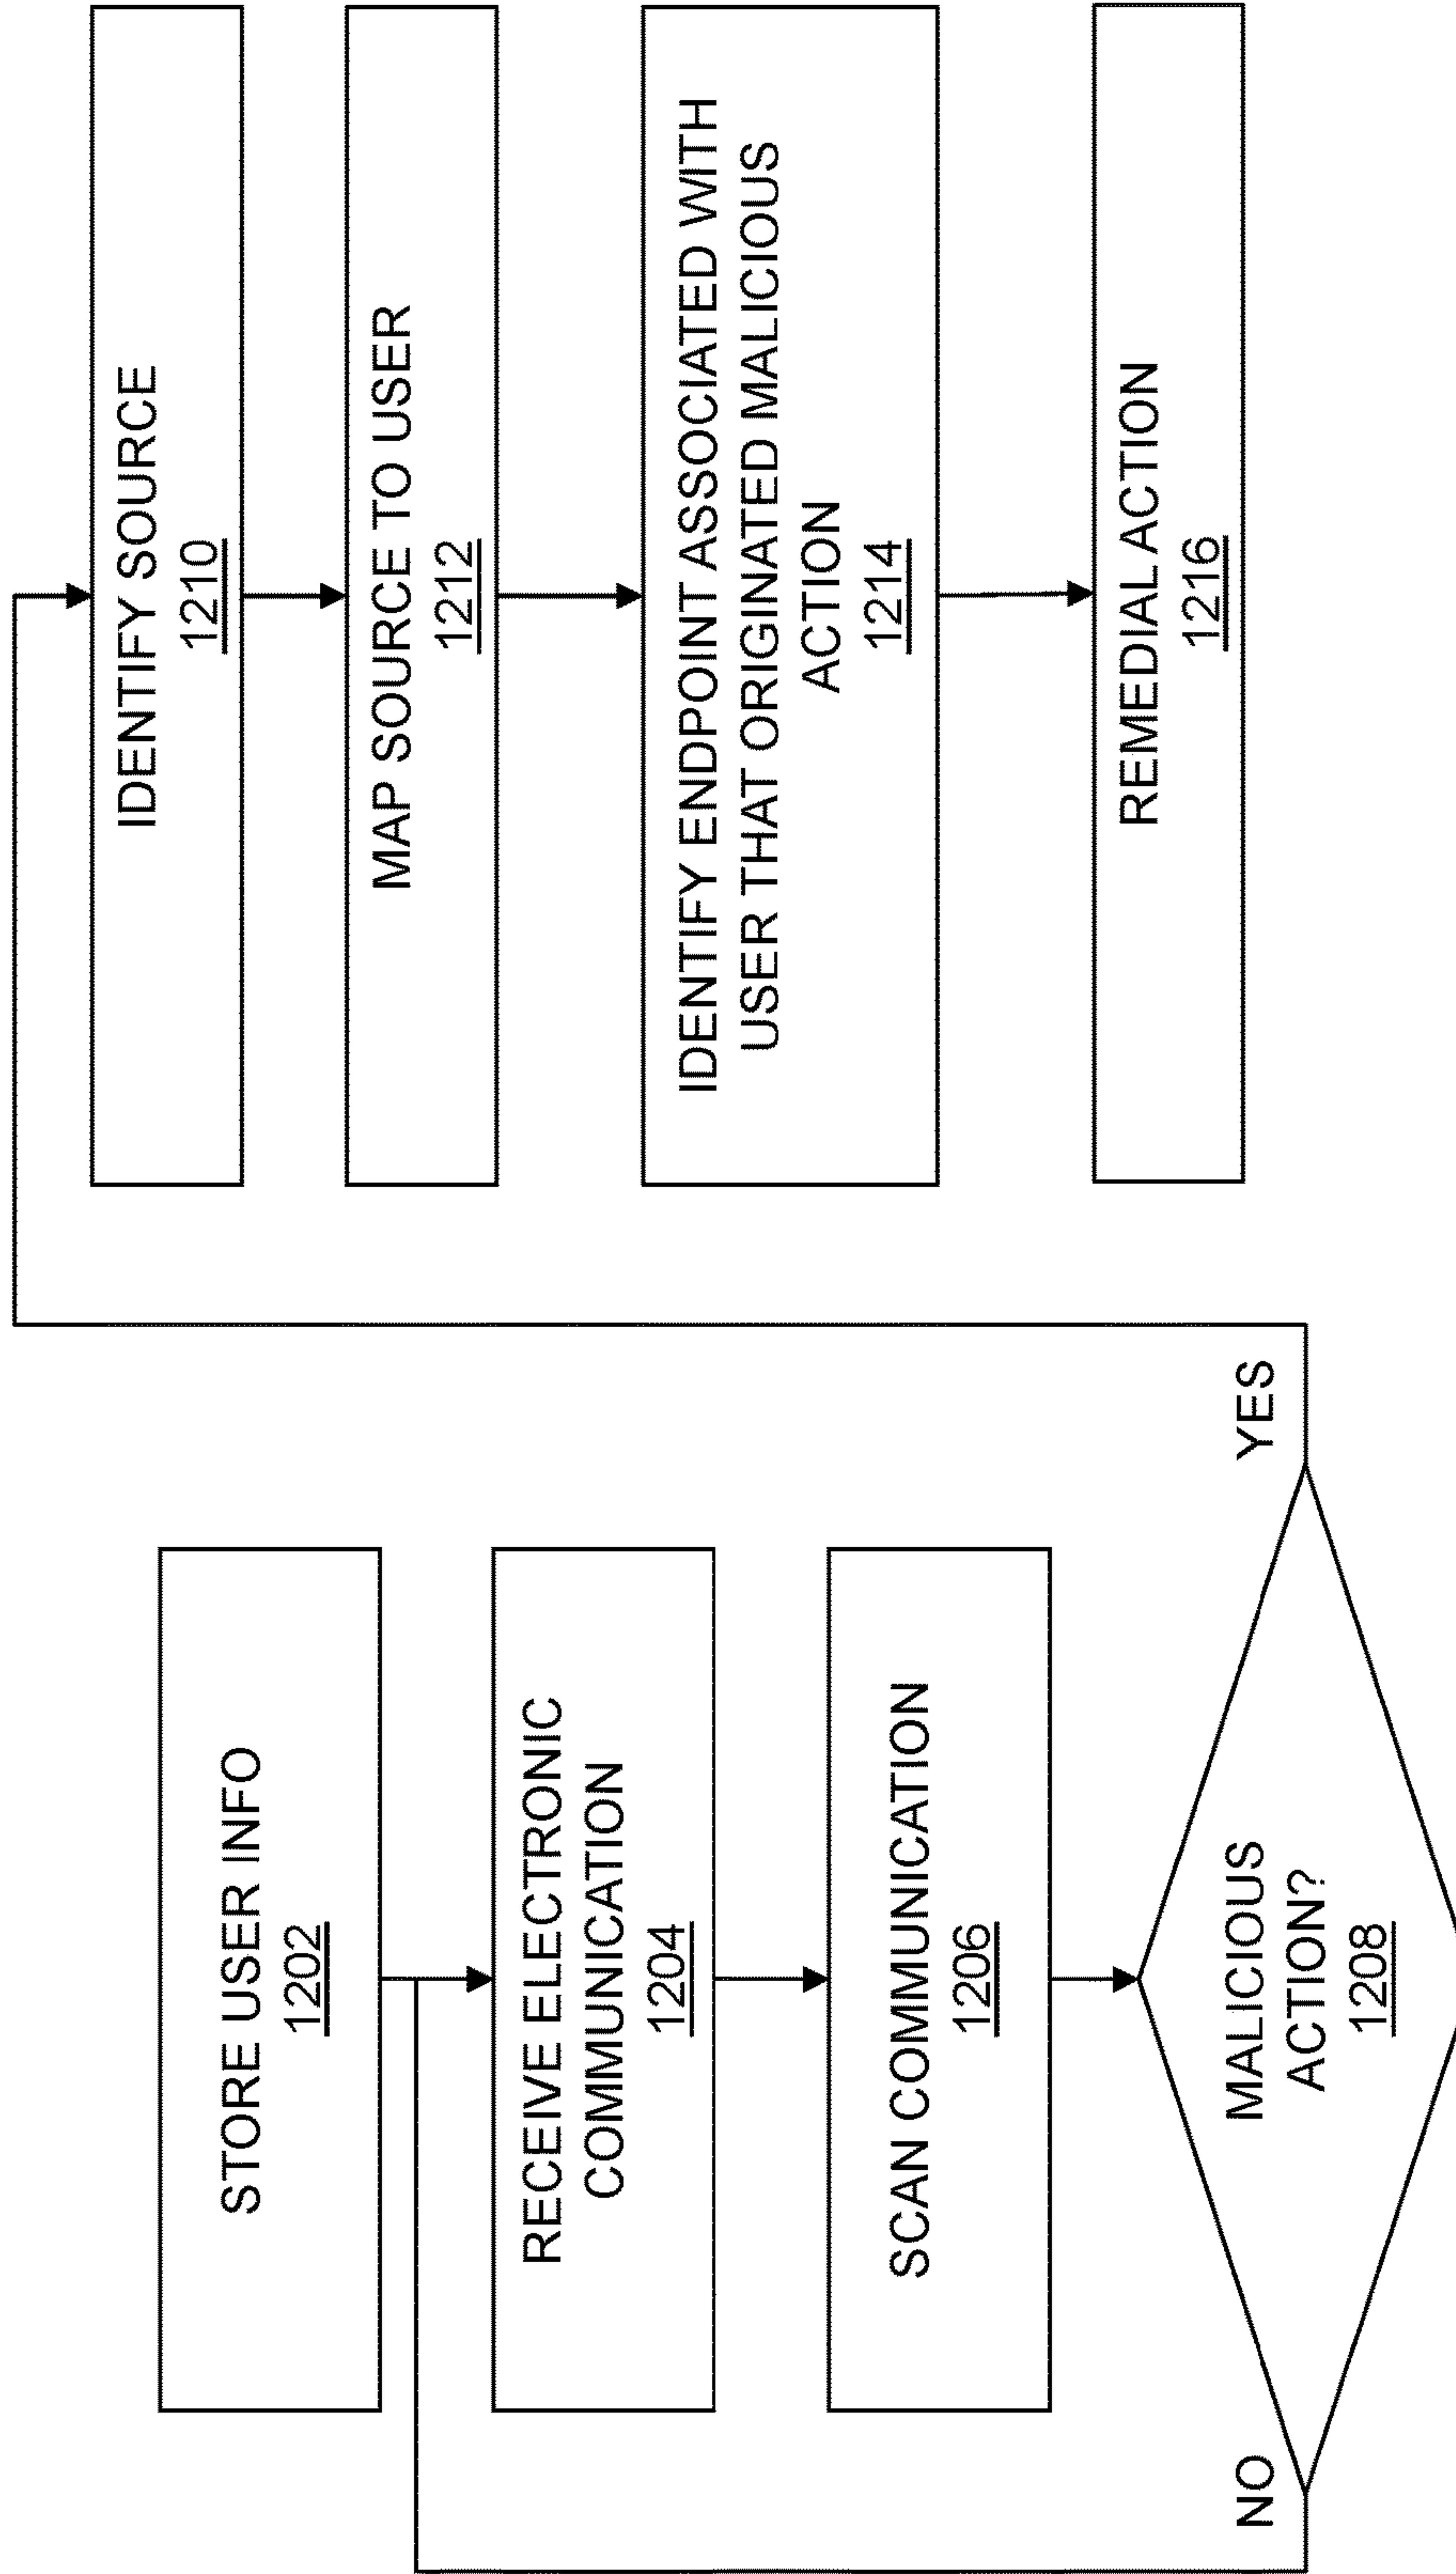 STORE USER INFO
1202
RECEIVE ELECTRONIC
COMMUNICATION
1204
SCAN COMMUNICATION
1206
MALICIOUS
ACTION?
1208
NO
YES
IDENTIFY SOURCE
1210
MAP SOURCE TO USER
1212
IDENTIFY ENDPOINT ASSOCIATED WITH
USER THAT ORIGINATED MALICIOUS
ACTION
1214
REMEDIAL ACTION
1216